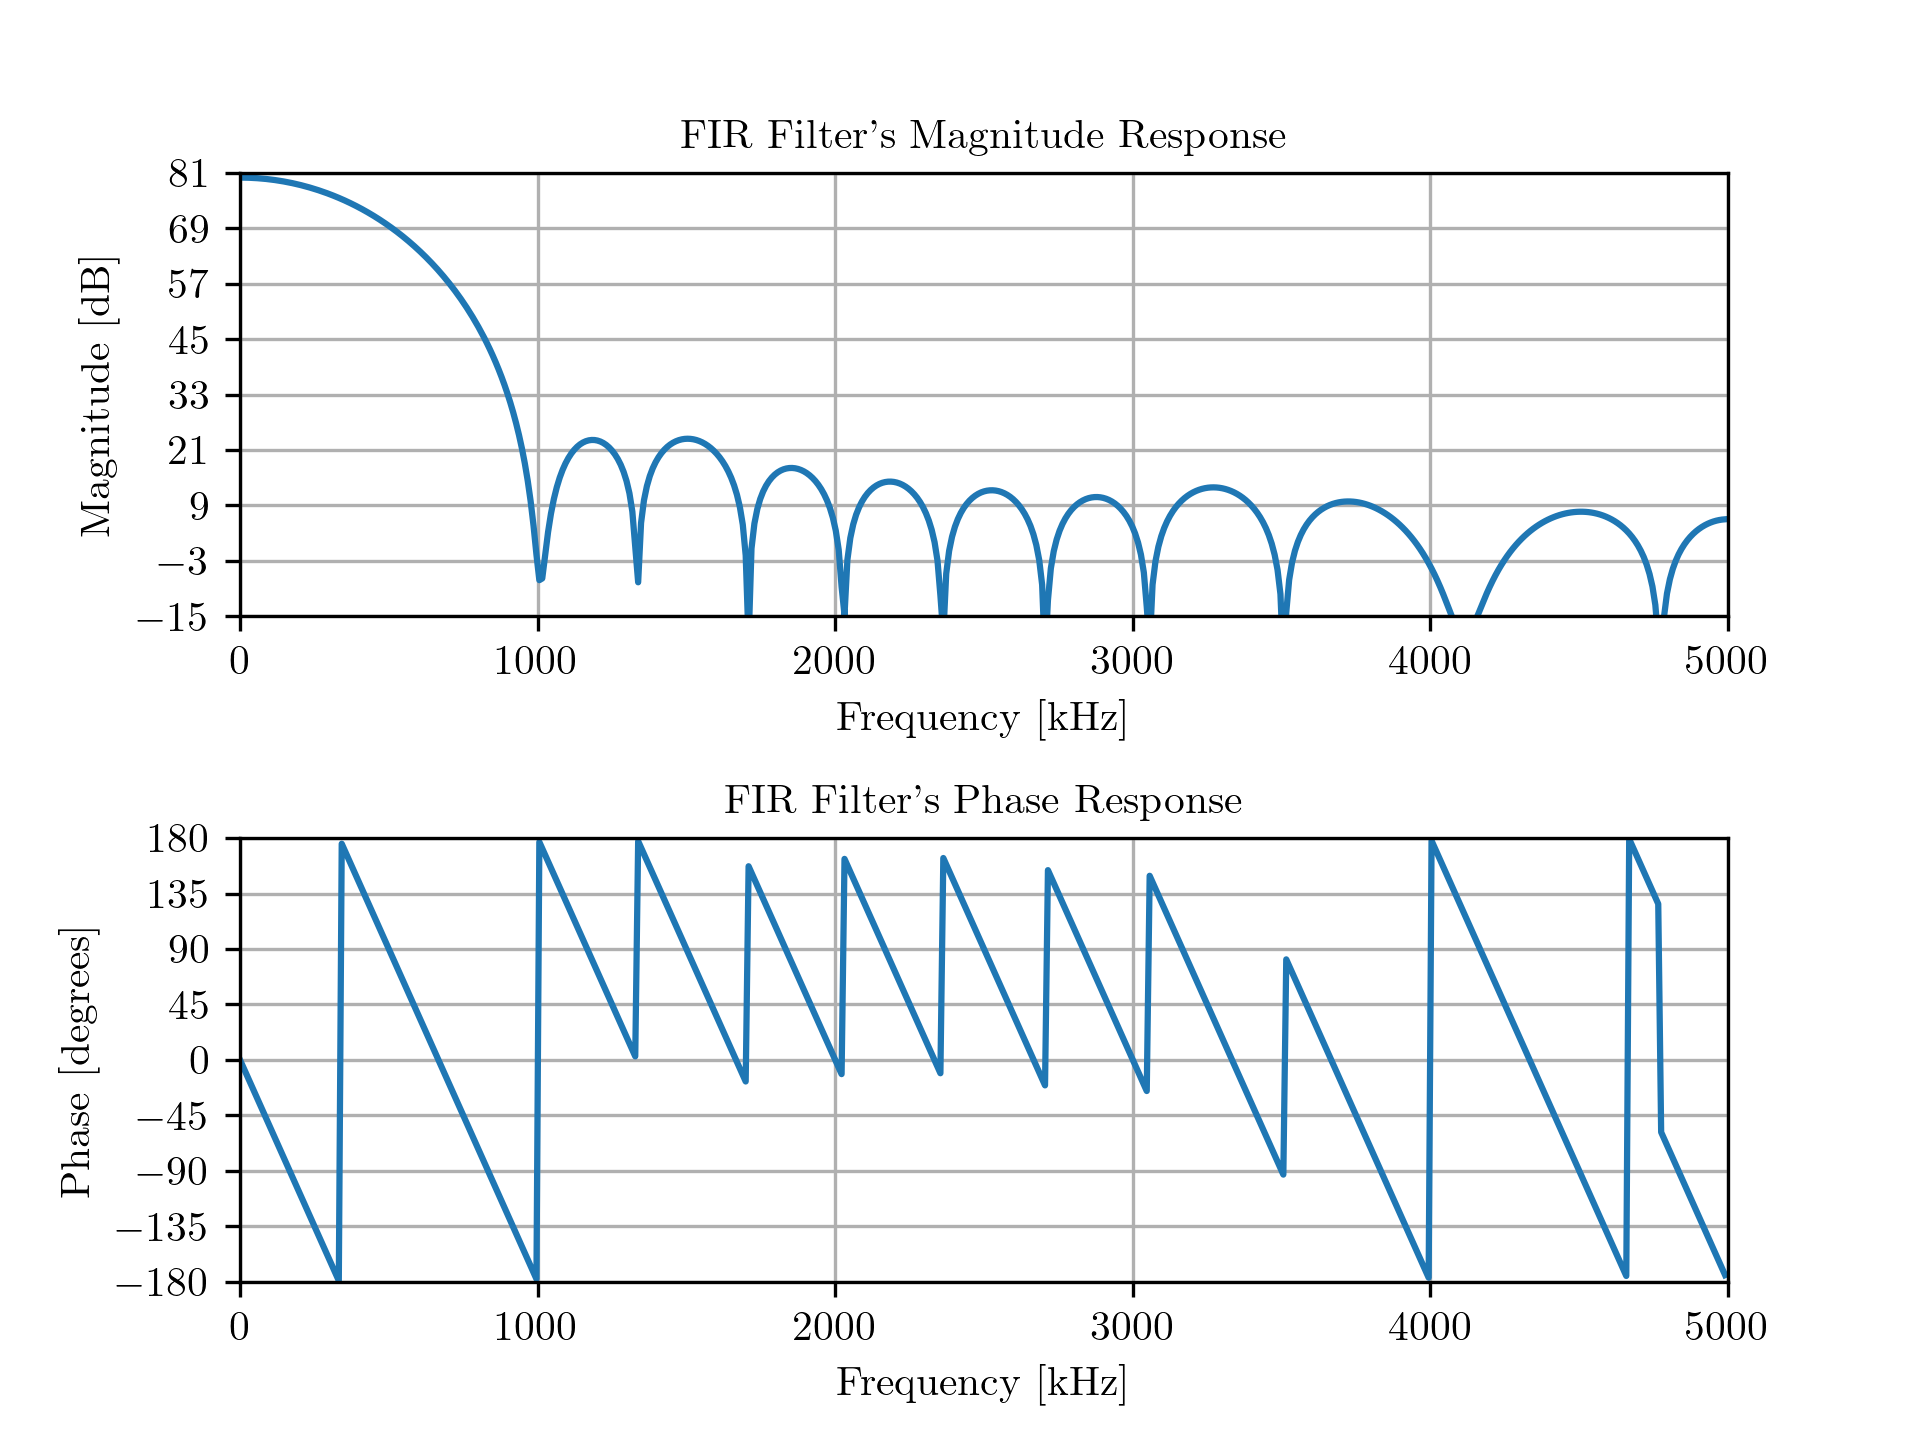 FIR Filter's Magnitude Response
81
69
57
45
33
21
9
−3
−15
Magnitude [dB]
0 1000 2000 3000 4000 5000
Frequency [kHz]
FIR Filter's Phase Response
180
135
90
45
0
−45
−90
−135
−180
Phase [degrees]
0 1000 2000 3000 4000 5000
Frequency [kHz]